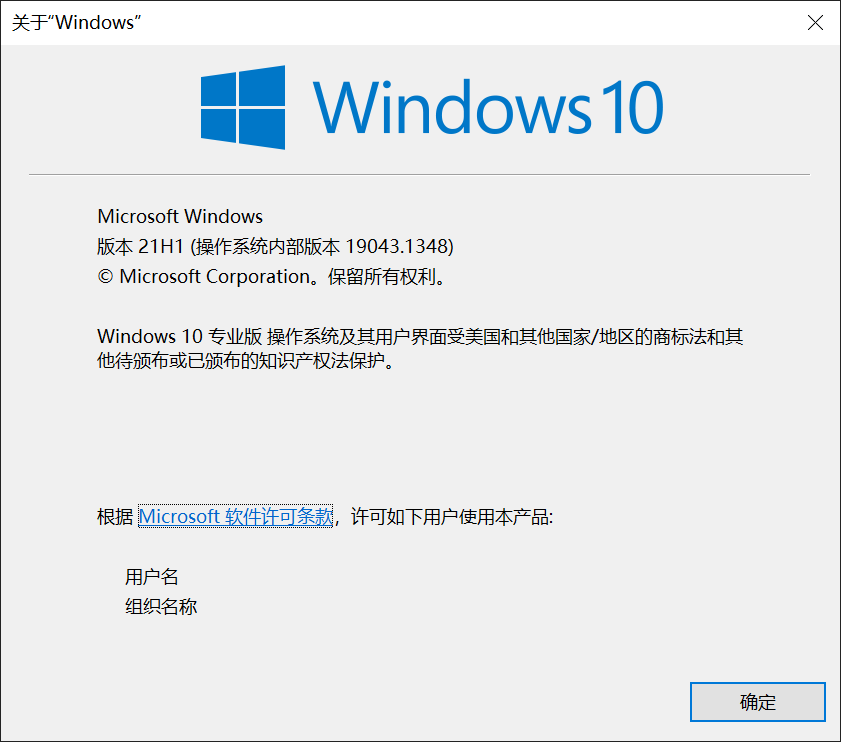 关于“Windows”
Windows 10
Microsoft Windows
版本 21H1 (操作系统内部版本 19043.1348)
© Microsoft Corporation。保留所有权利。
Windows 10 专业版 操作系统及其用户界面受美国和其他国家/地区的商标法和其
他待颁布或已颁布的知识产权法保护。
根据 Microsoft 软件许可条款，许可如下用户使用本产品:
用户名
组织名称
确定